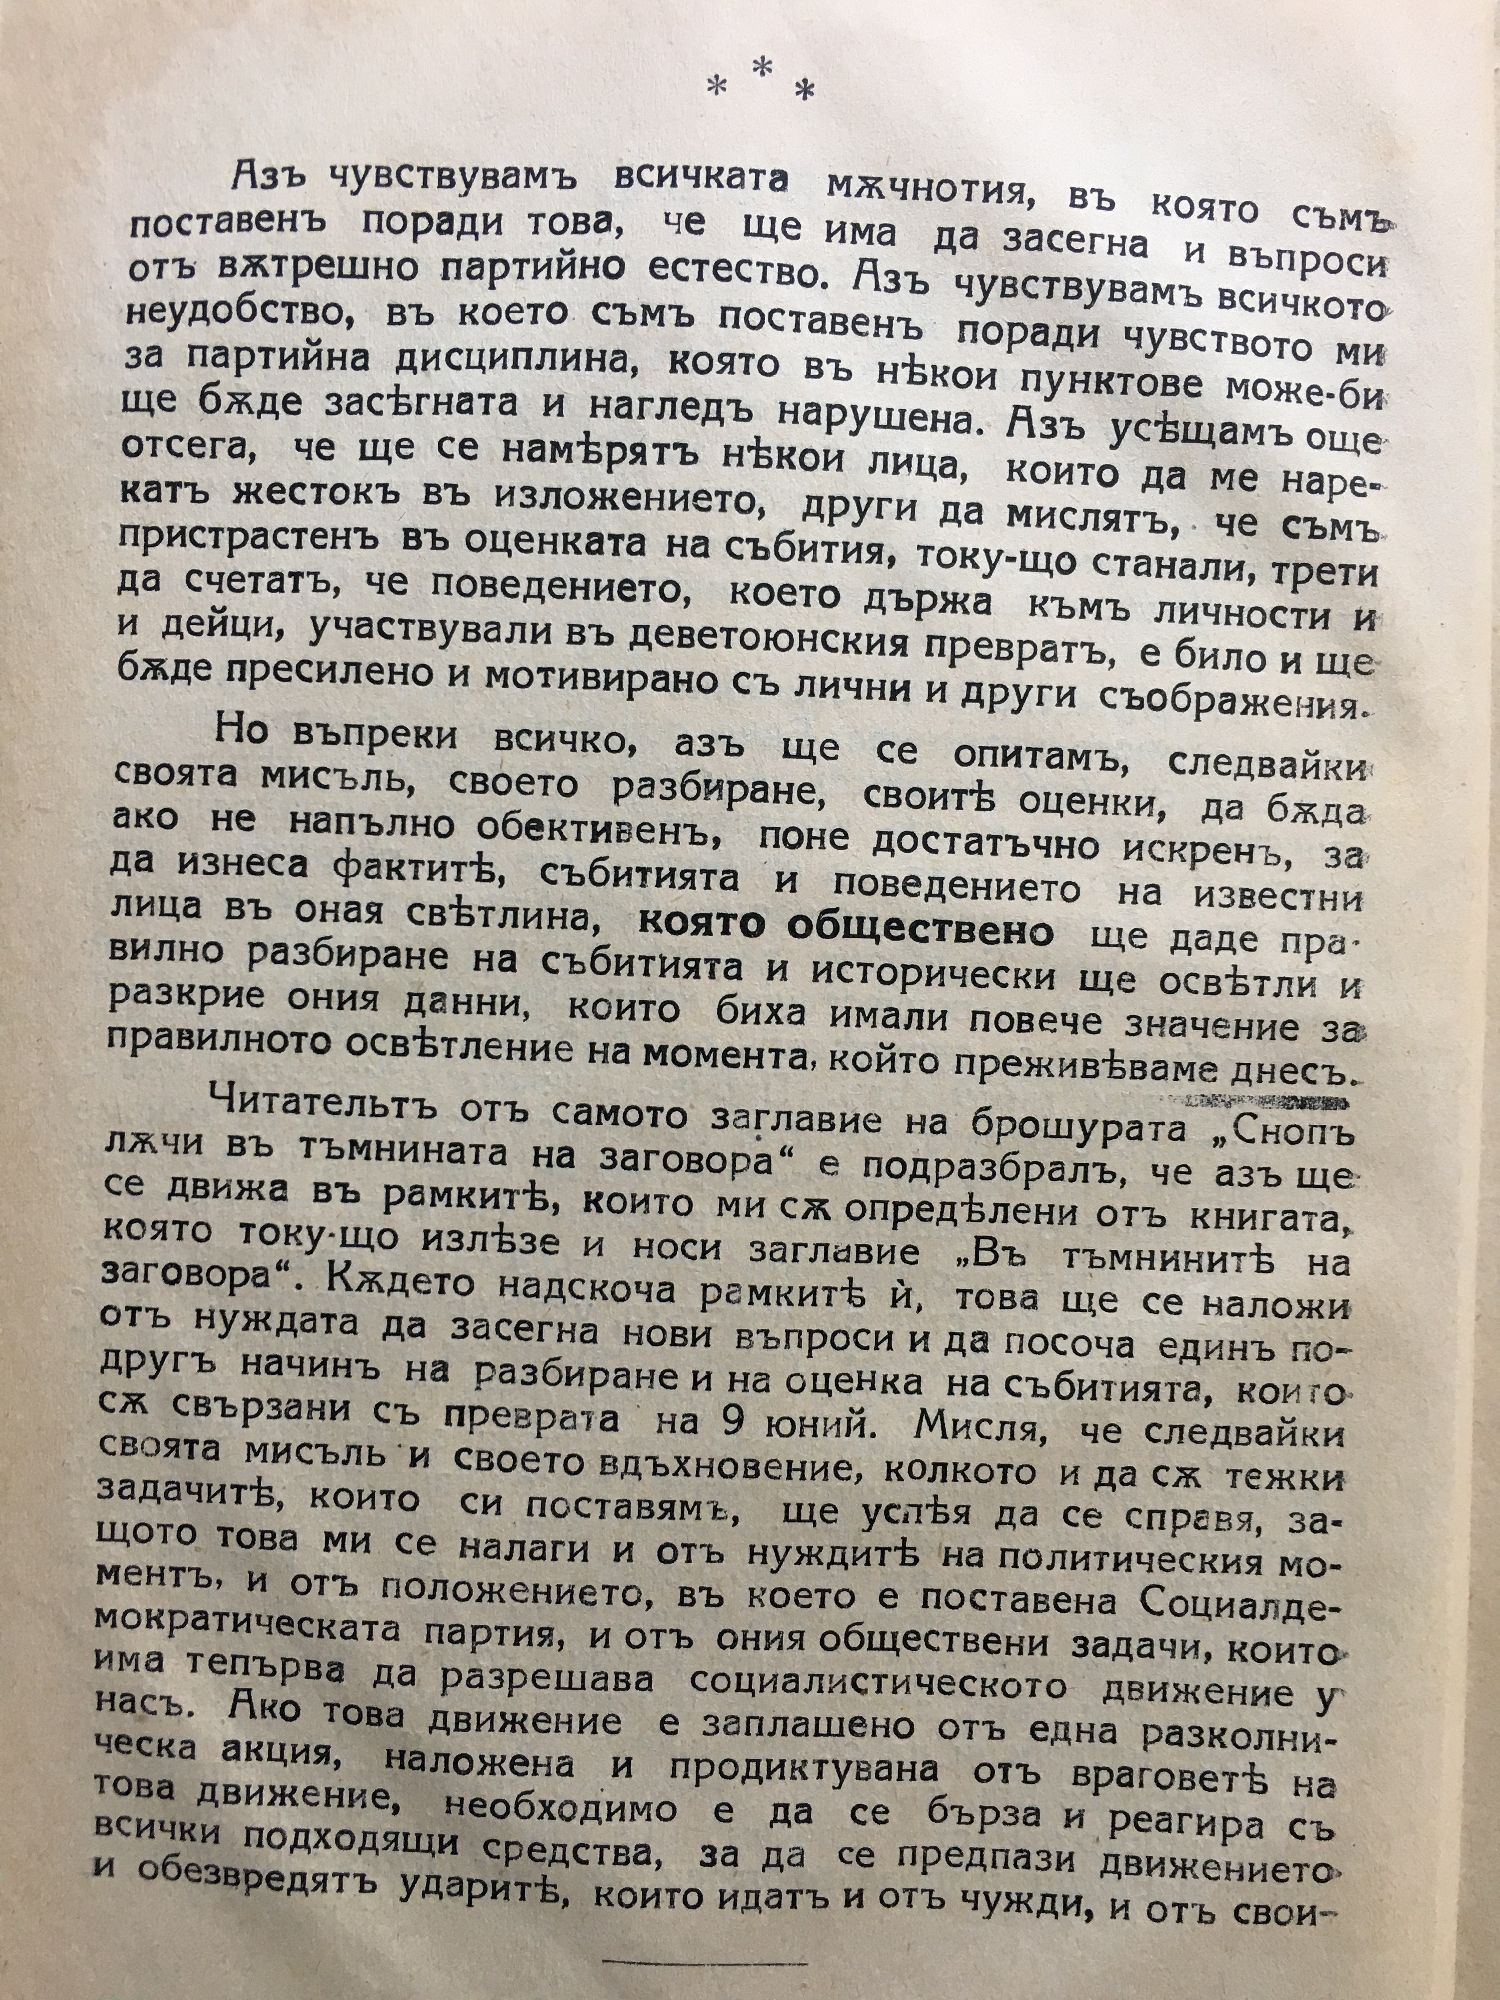 * * *
Азъ чувствувамъ всичката мѫчнотия, въ която съмъ
поставенъ поради това, че ще има да засегна и въпроси
отъ вѫтрешно партийно естество. Азъ чувствувамъ всичкото
неудобство, въ което съмъ поставенъ поради чувството ми
за партийна дисциплина, която въ нѣкои пунктове може-би
ще бѫде засѣгната и нагледъ нарушена. Азъ усѣщамъ още
отсега, че ще се намѣрятъ нѣкои лица, които да ме наре-
катъ жестокъ въ изложението, други да мислятъ, че съмъ
пристрастенъ въ оценката на събития, току-що станали, трети
да счетатъ, че поведението, което държа къмъ личности и
и дейци, участвували въ деветоюнския превратъ, е било и ще
бѫде пресилено и мотивирано съ лични и други съображения.
Но въпреки всичко, азъ ще се опитамъ, следвайки
своята мисъль, своето разбиране, своитѣ оценки, да бѫда
ако не напълно обективенъ, поне достатъчно искренъ, за
да изнеса фактитѣ, събитията и поведението на известни
лица въ оная свѣтлина, която обществено ще даде пра-
вилно разбиране на събитията и исторически ще освѣтли и
разкрие ония данни, които биха имали повече значение за
правилното освѣтление на момента, който преживѣваме днесъ.
Читательтъ отъ самото заглавие на брошурата „Снопъ
лѫчи въ тъмнината на заговора“ е подразбралъ, че азъ ще
се движа въ рамкитѣ, които ми сѫ опредѣлени отъ книгата,
която току-що излѣзе и носи заглавие „Въ тъмнинитѣ на
заговора“. Кѫдето надскоча рамкитѣ ѝ, това ще се наложи
отъ нуждата да засегна нови въпроси и да посоча единъ по-
другъ начинъ на разбиране и на оценка на събитията, които
сѫ свързани съ преврата на 9 юний. Мисля, че следвайки
своята мисъль и своето вдъхновение, колкото и да сѫ тежки
задачитѣ, които си поставямъ, ще успѣя да се справя, за-
щото това ми се налаги и отъ нуждитѣ на политическия мо-
ментъ, и отъ положението, въ което е поставена Социалде-
мократическата партия, и отъ ония обществени задачи, които
има тепърва да разрешава социалистическото движение у
насъ. Ако това движение е заплашено отъ една разколни-
ческа акция, наложена и продиктувана отъ враговетѣ на
това движение, необходимо е да се бърза и реагира съ
всички подходящи средства, за да се предпази движението
и обезвредятъ ударитѣ, които идатъ и отъ чужди, и отъ свои-